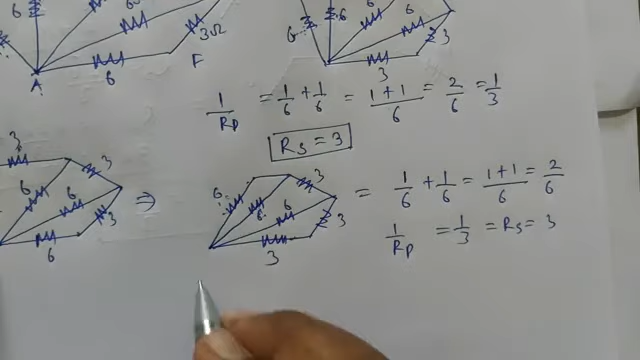 6 6 3Ω
A 6 F
6 .6 6 6 3
3
1/Rp = 1/6 + 1/6 = (1+1)/6 = 2/6 = 1/3
Rs = 3
3 6 6 3 3 6
⇒
6 6 6 3 3 3
= 1/6 + 1/6 = (1+1)/6 = 2/6
1/Rp = 1/3 = Rs = 3